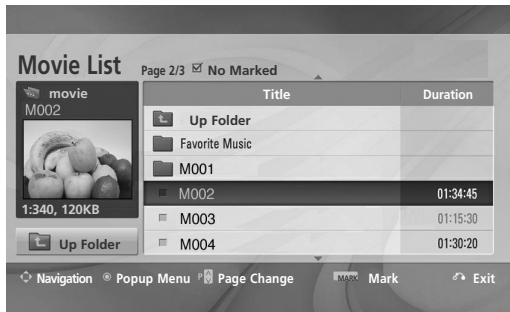 Movie List Page 2/3 No Marked
movie
M002
1:340, 120KB
Up Folder
Title Duration
Up Folder
Favorite Music
M001
M002 01:34:45
M003 01:15:30
M004 01:30:20
Navigation Popup Menu P Page Change MARK Mark Exit